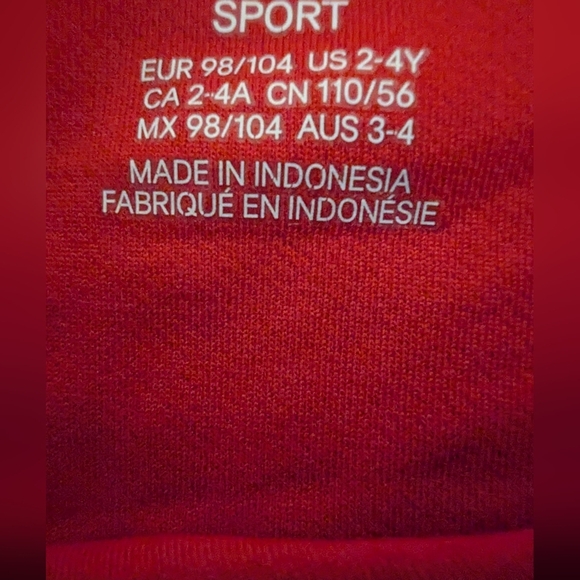 SPORT
EUR 98/104 US 2-4Y
CA 2-4A CN 110/56
MX 98/104 AUS 3-4
MADE IN INDONESIA
FABRIQUÉ EN INDONÉSIE